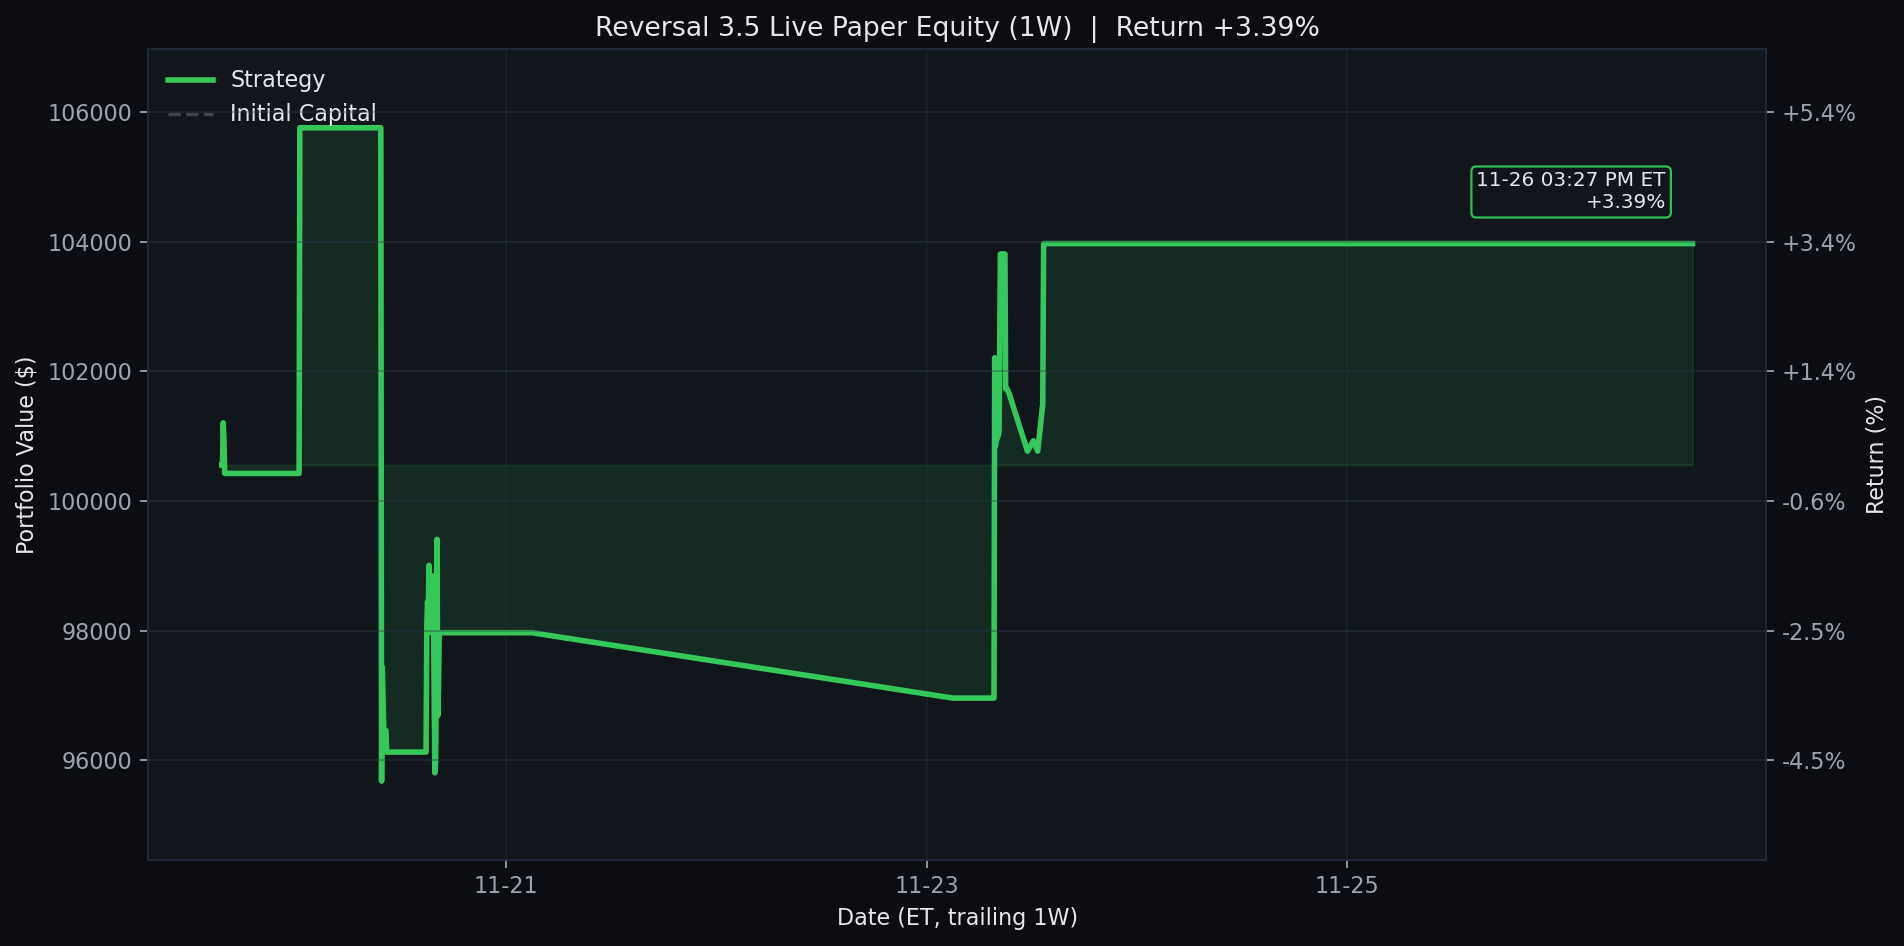 Reversal 3.5 Live Paper Equity (1W)  |  Return +3.39%
Strategy
Initial Capital
106000
104000
102000
100000
98000
96000
Portfolio Value ($)
+5.4%
+3.4%
+1.4%
-0.6%
-2.5%
-4.5%
Return (%)
11-26 03:27 PM ET
+3.39%
11-21
11-23
11-25
Date (ET, trailing 1W)